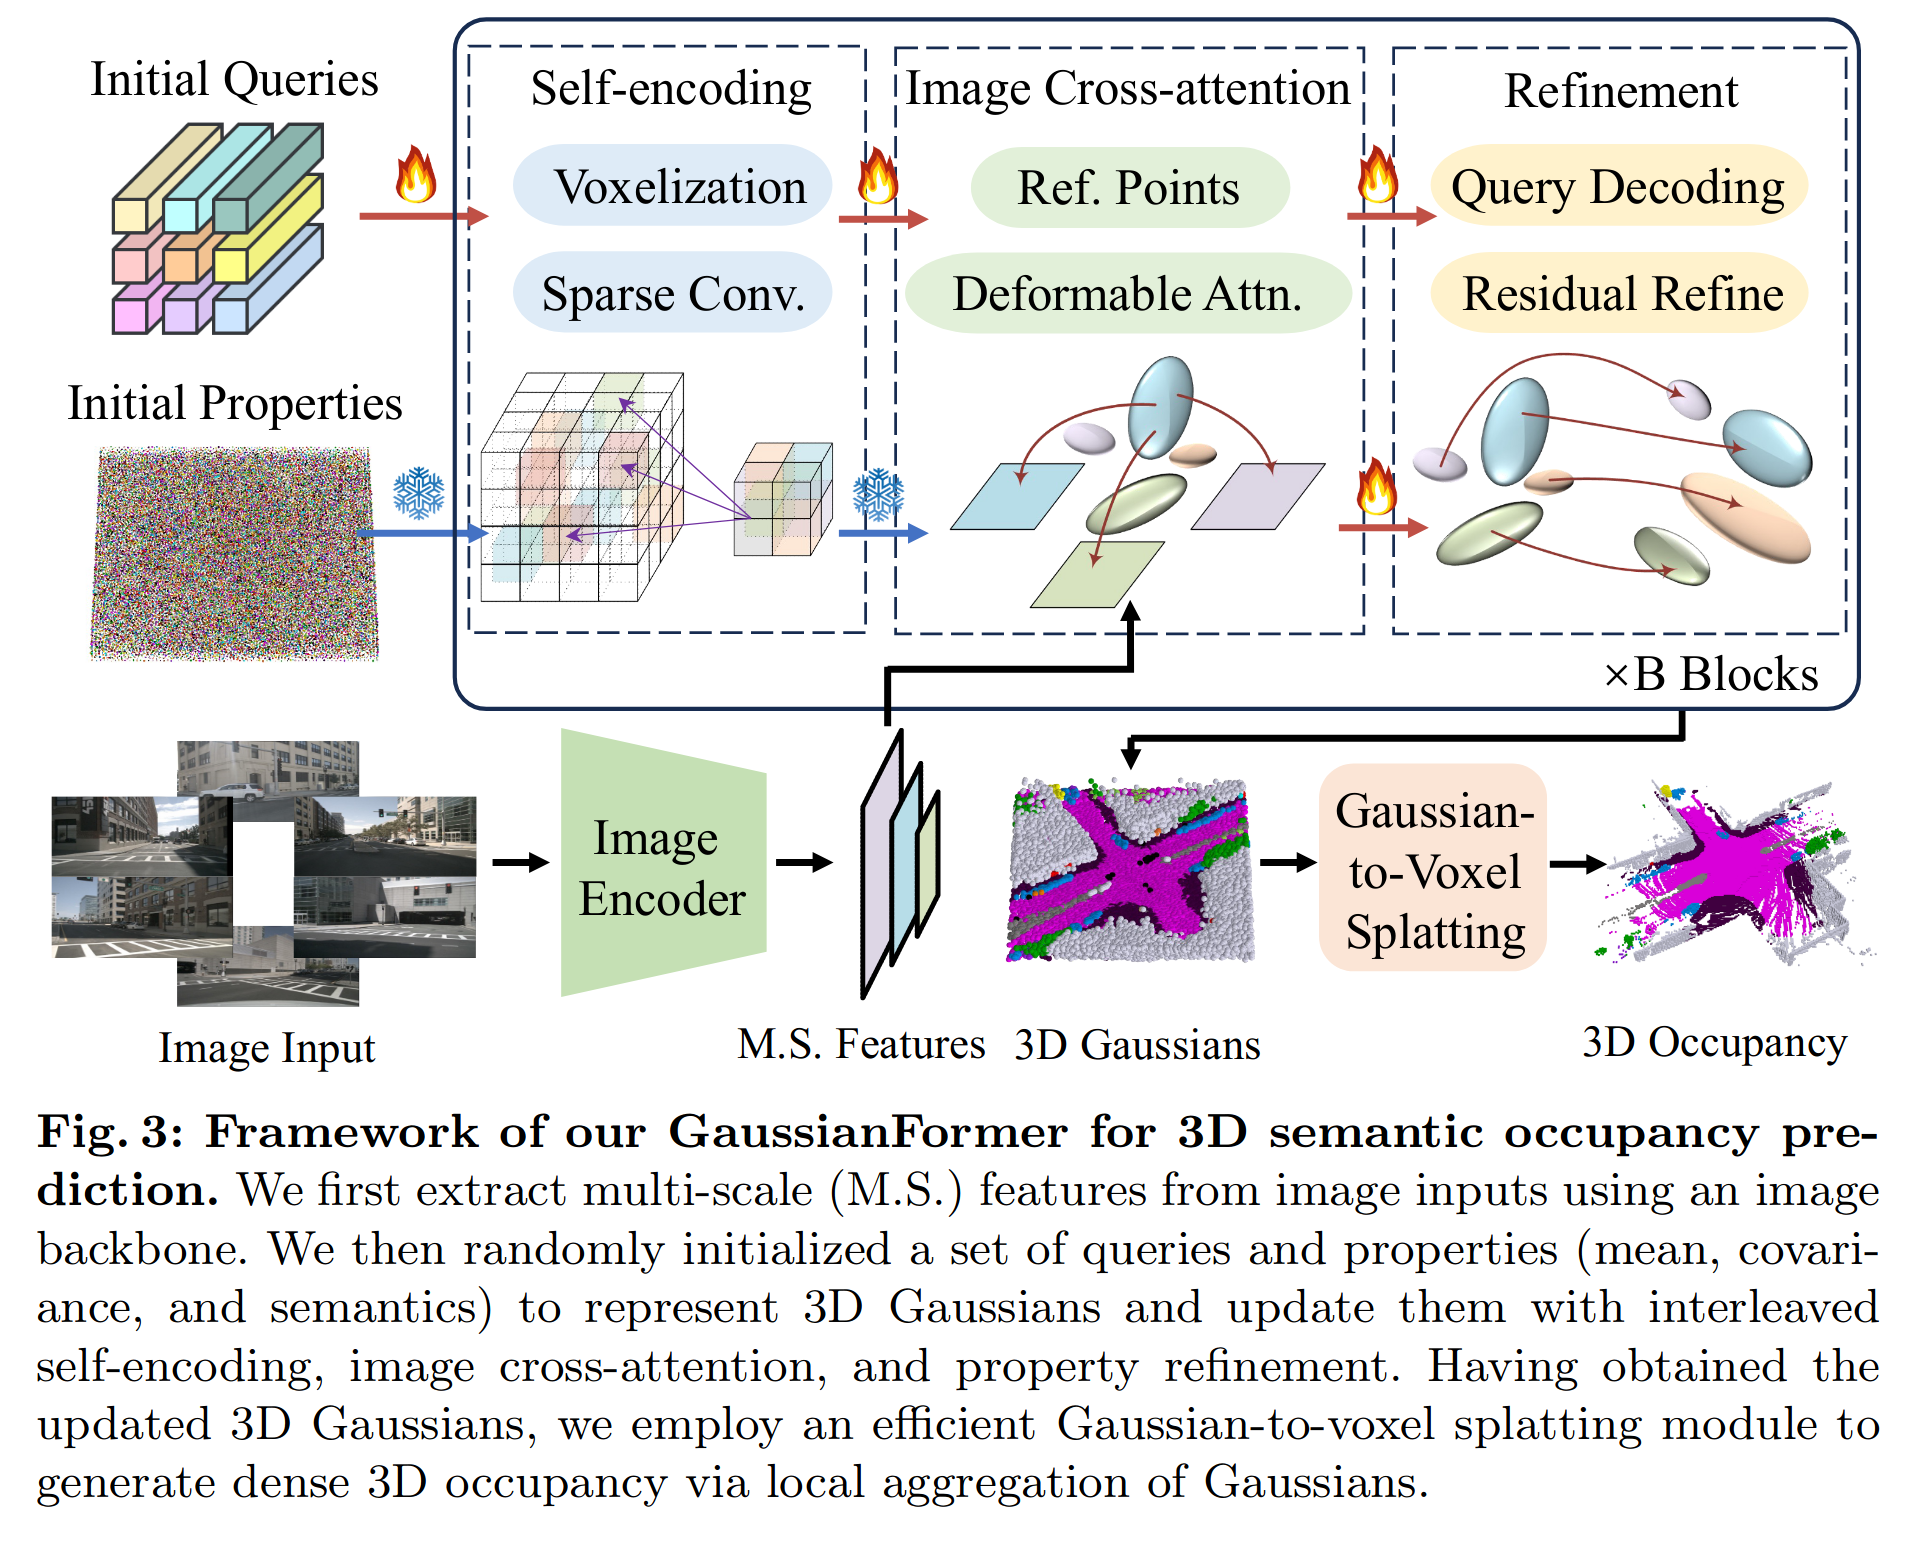 Initial Queries
Self-encoding
Image Cross-attention
Refinement
Voxelization
Ref. Points
Query Decoding
Sparse Conv.
Deformable Attn.
Residual Refine
Initial Properties
×B Blocks
Image
Encoder
Gaussian-
to-Voxel
Splatting
Image Input
M.S. Features
3D Gaussians
3D Occupancy
Fig. 3: Framework of our GaussianFormer for 3D semantic occupancy pre-
diction. We first extract multi-scale (M.S.) features from image inputs using an image
backbone. We then randomly initialized a set of queries and properties (mean, covari-
ance, and semantics) to represent 3D Gaussians and update them with interleaved
self-encoding, image cross-attention, and property refinement. Having obtained the
updated 3D Gaussians, we employ an efficient Gaussian-to-voxel splatting module to
generate dense 3D occupancy via local aggregation of Gaussians.